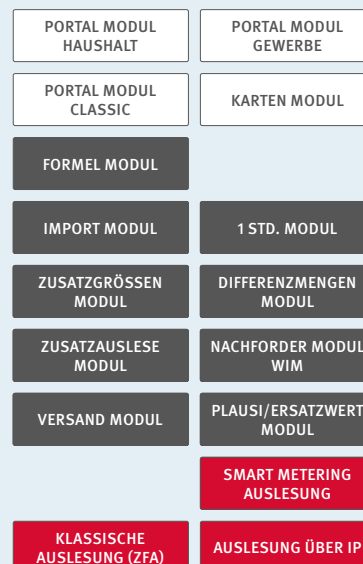 PORTAL MODUL
HAUSHALT
PORTAL METORING
GEWERBE
PORTAL MODUL
CLASSIC
KARTEN MODUL
FORMEL MODUL
IMPORT MODUL
1 STD. MODUL
ZUSATZGRÖSSEN
MODUL
DIFFERENZMENGEN
MODUL
ZUSATZAUSLESE
MODUL
NACHFORDER MODUL
WIM
VERSAND MODUL
PLAUSI/ERSATZWERT
MODUL
SMART METERING
AUSLESUNG
KLASSISCHE
AUSLESUNG (ZFA)
AUSLESUNG ÜBER IP